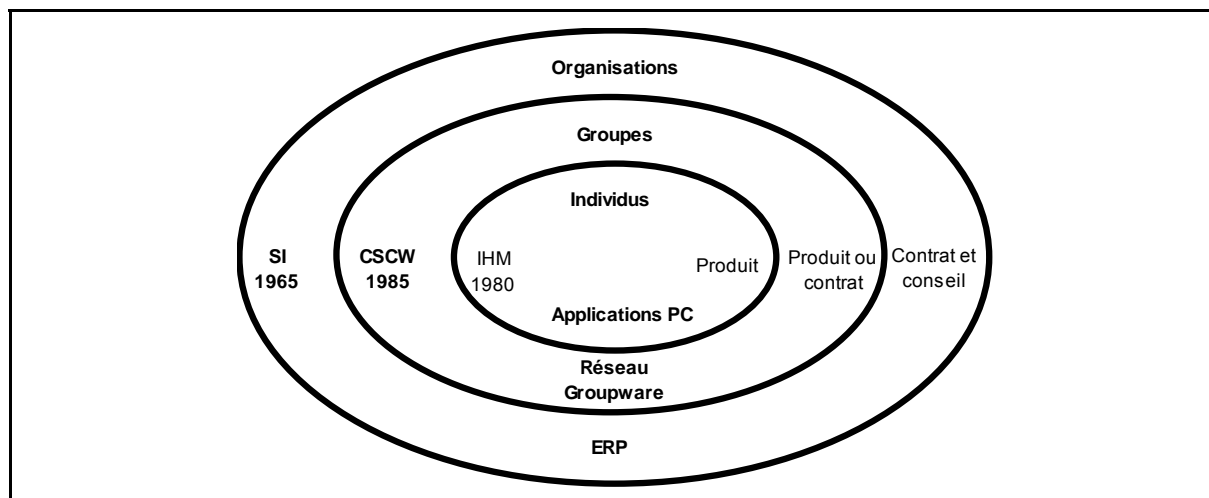 Organisations
Groupes
Individus
SI
1965
CSCW
1985
IHM
1980
Produit
Produit ou
contrat
Contrat et
conseil
Applications PC
Réseau
Groupware
ERP